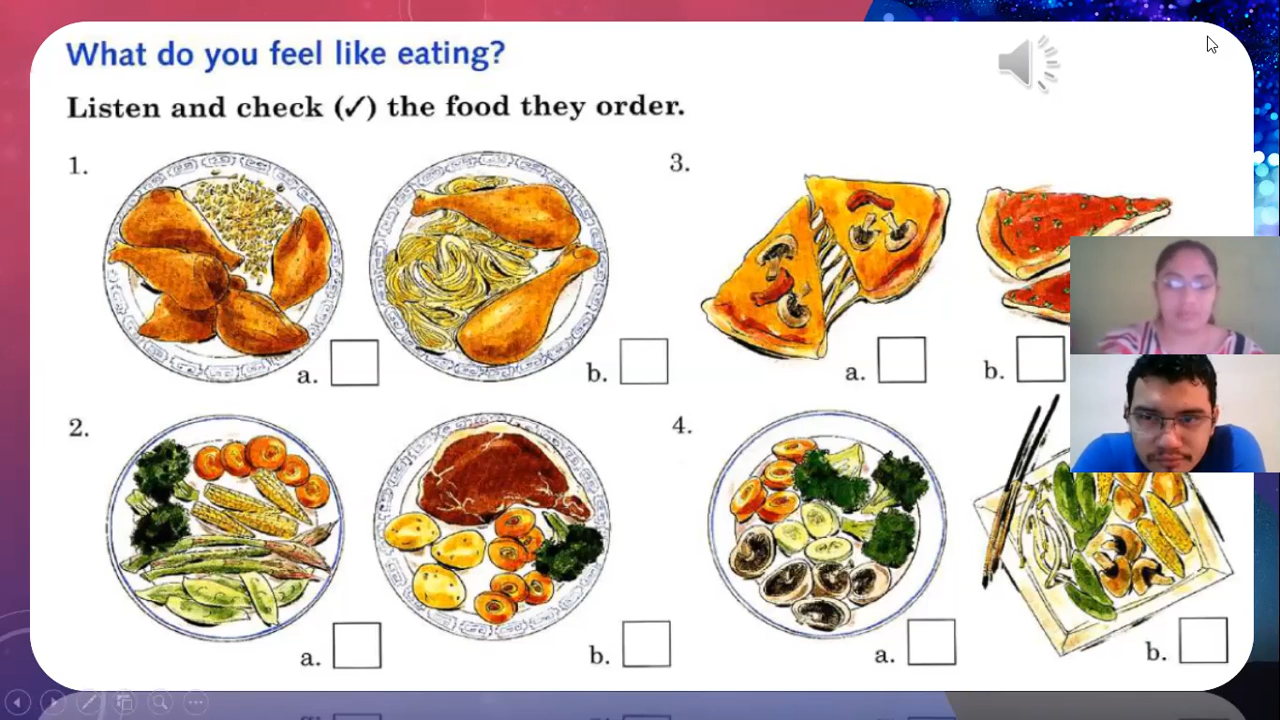 What do you feel like eating?
Listen and check (✓) the food they order.
1.
a.
b.
3.
a.
b.
2.
a.
b.
4.
a.
b.